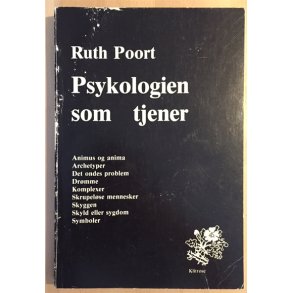 Ruth Poort
Psykologien
som tjener
Animus og anima
Archetyper
Det ondes problem
Drømme
Komplexer
Skrupeløse mennesker
Skyggen
Skyld eller sygdom
Symboler
Klitrose